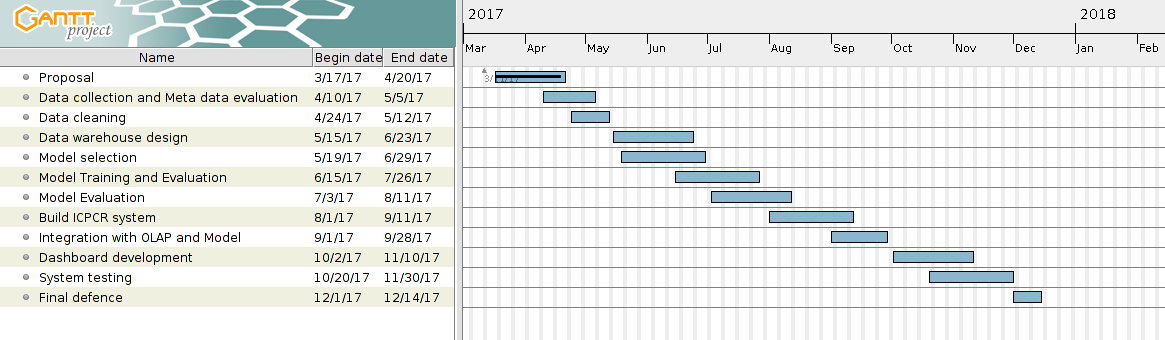 GANTT project
2017 2018
Mar Apr May Jun Jul Aug Sep Oct Nov Dec Jan Feb
Name Begin date End date
Proposal 3/17/17 4/20/17
Data collection and Meta data evaluation 4/10/17 5/5/17
Data cleaning 4/24/17 5/12/17
Data warehouse design 5/15/17 6/23/17
Model selection 5/19/17 6/29/17
Model Training and Evaluation 6/15/17 7/26/17
Model Evaluation 7/3/17 8/11/17
Build ICPCR system 8/1/17 9/11/17
Integration with OLAP and Model 9/1/17 9/28/17
Dashboard development 10/2/17 11/10/17
System testing 10/20/17 11/30/17
Final defence 12/1/17 12/14/17